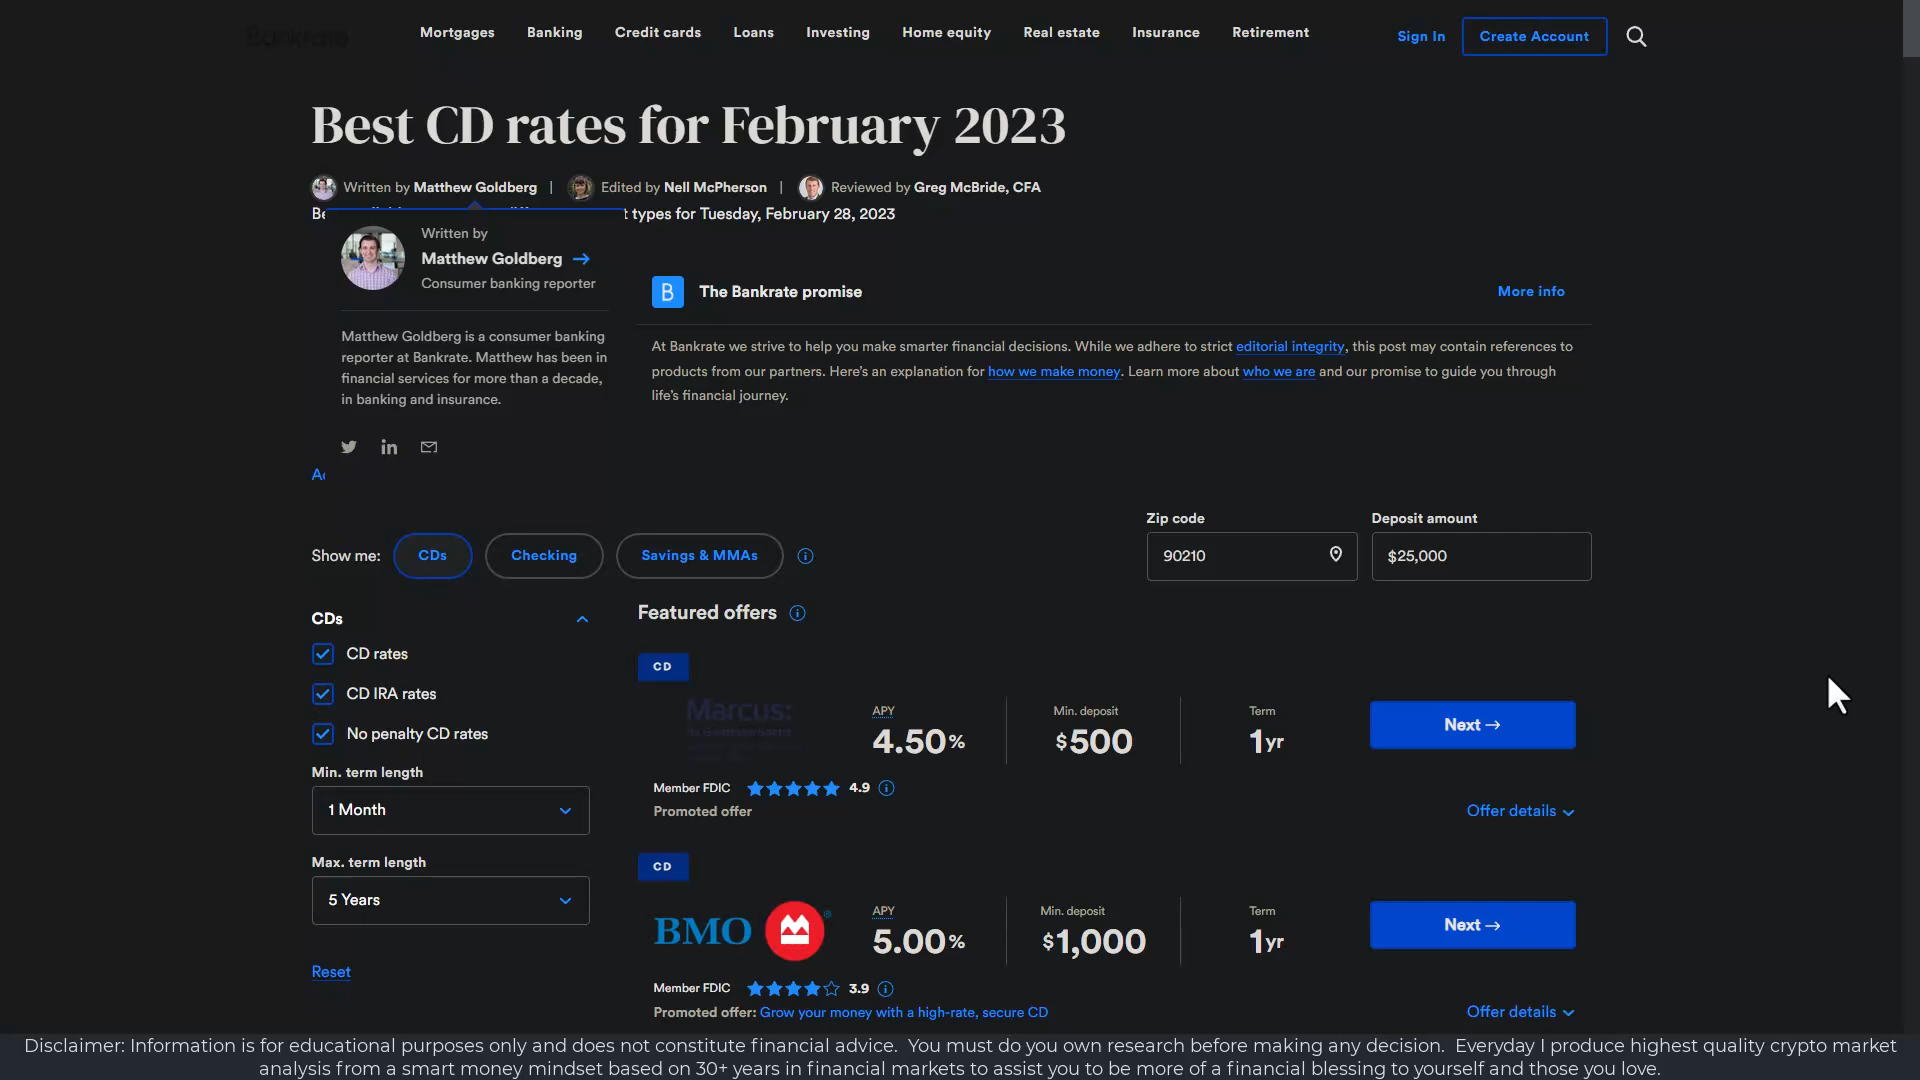 Bankrate
Mortgages Banking Credit cards Loans Investing Home equity Real estate Insurance Retirement
Sign In Create Account
Best CD rates for February 2023
Written by Matthew Goldberg | Edited by Nell McPherson | Reviewed by Greg McBride, CFA
t types for Tuesday, February 28, 2023
Written by
Matthew Goldberg →
Consumer banking reporter
Matthew Goldberg is a consumer banking
reporter at Bankrate. Matthew has been in
financial services for more than a decade,
in banking and insurance.
The Bankrate promise
More info
At Bankrate we strive to help you make smarter financial decisions. While we adhere to strict editorial integrity, this post may contain references to
products from our partners. Here's an explanation for how we make money. Learn more about who we are and our promise to guide you through
life's financial journey.
Zip code Deposit amount
Show me: CDs Checking Savings & MMAs 90210 $25,000
CDs
CD rates
CD IRA rates
No penalty CD rates
Min. term length
1 Month
Max. term length
5 Years
Reset
Featured offers
CD
Marcus:
APY Min. deposit Term
4.50% $500 1yr
Next →
Member FDIC 4.9
Promoted offer
Offer details
CD
BMO
APY Min. deposit Term
5.00% $1,000 1yr
Next →
Member FDIC 3.9
Promoted offer: Grow your money with a high-rate, secure CD
Offer details
Disclaimer: Information is for educational purposes only and does not constitute financial advice. You must do you own research before making any decision. Everyday I produce highest quality crypto market
analysis from a smart money mindset based on 30+ years in financial markets to assist you to be more of a financial blessing to yourself and those you love.